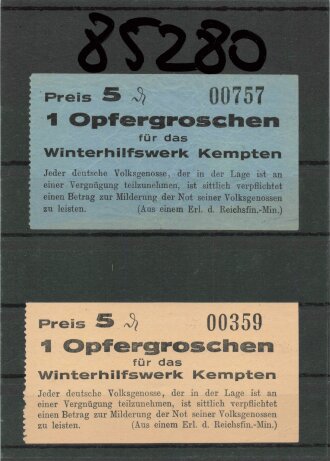 85280
Preis 5 ₰ 00757
1 Opfergroschen
für das
Winterhilfswerk Kempten
Jeder deutsche Volksgenosse, der in der Lage ist an
einer Vergnügung teilzunehmen, ist sittlich verpflichtet
einen Betrag zur Milderung der Not seiner Volksgenossen
zu leisten. (Aus einem Erl. d. Reichsfin.-Min.)
Preis 5 ₰ 00359
1 Opfergroschen
für das
Winterhilfswerk Kempten
Jeder deutsche Volksgenosse, der in der Lage ist an
einer Vergnügung teilzunehmen, ist sittlich verpflichtet
einen Betrag zur Milderung der Not seiner Volksgenossen
zu leisten. (Aus einem Erl. d. Reichsfin.-Min.)